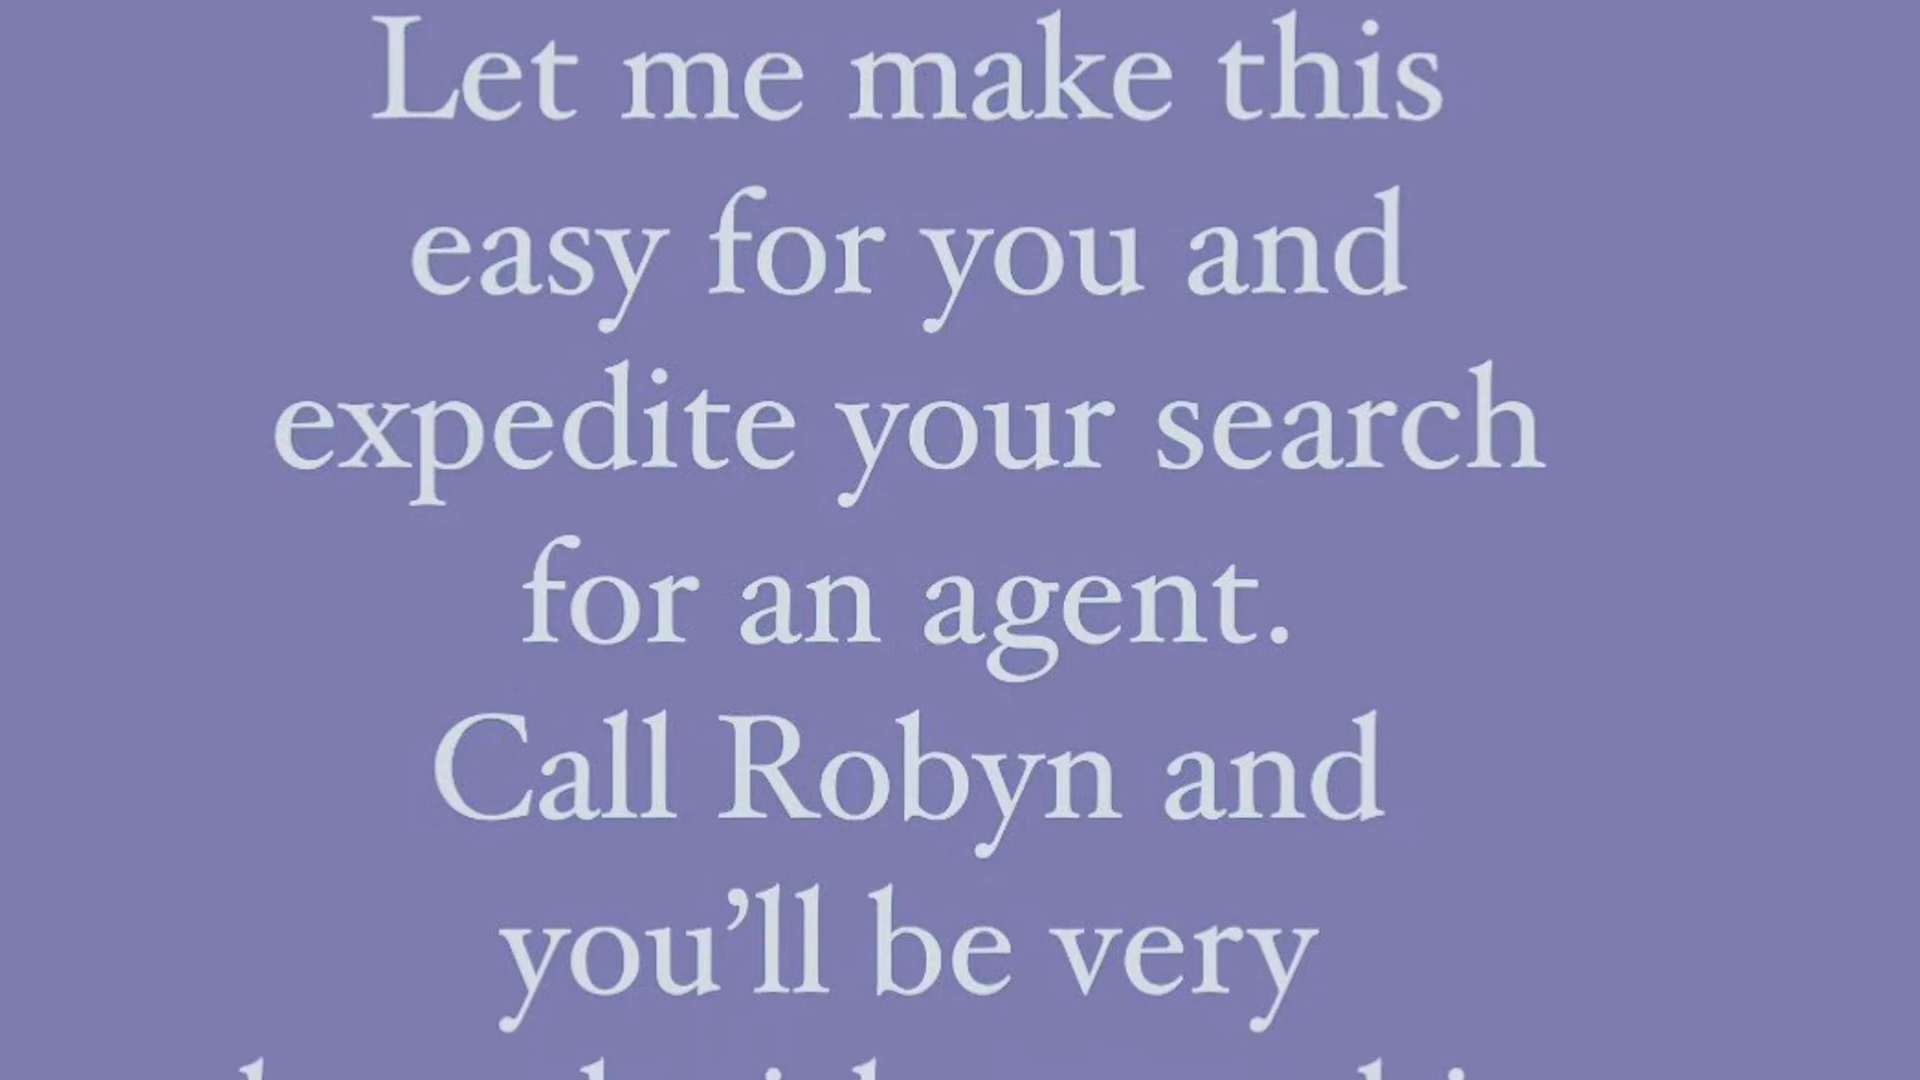 Let me make this
easy for you and
expedite your search
for an agent.
Call Robyn and
you’ll be very